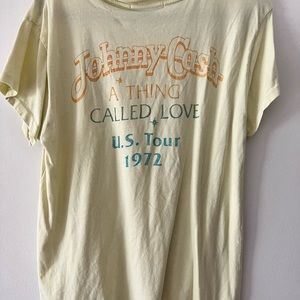 Johnny Cash
A THING
CALLED LOVE
U.S. Tour
1972